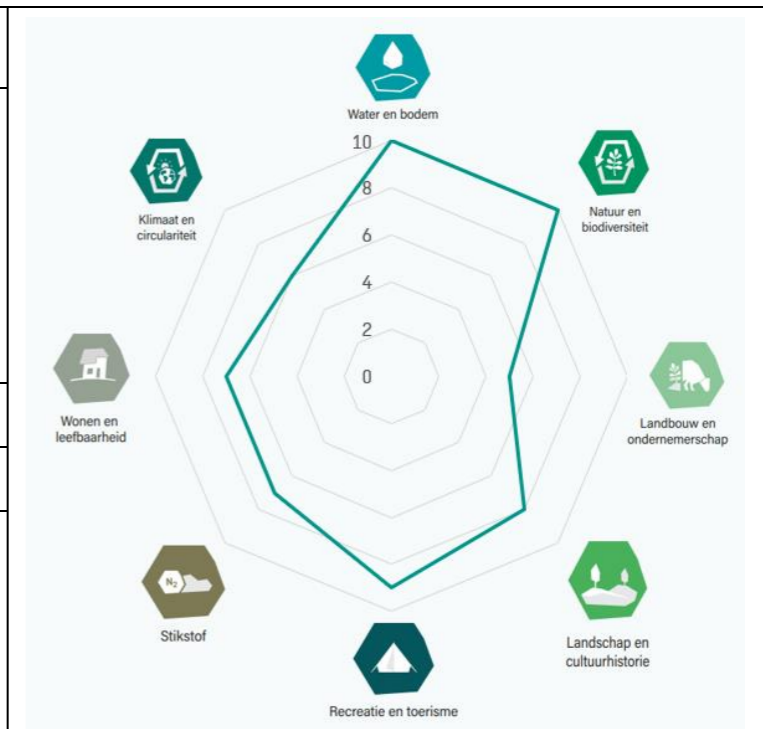 Water en bodem
10
8
6
4
2
0
Natuur en
biodiversiteit
Landbouw en
ondernemerschap
Landschap en
cultuurhistorie
Recreatie en toerisme
N₂
Stikstof
Wonen en
leefbaarheid
Klimaat en
circulariteit